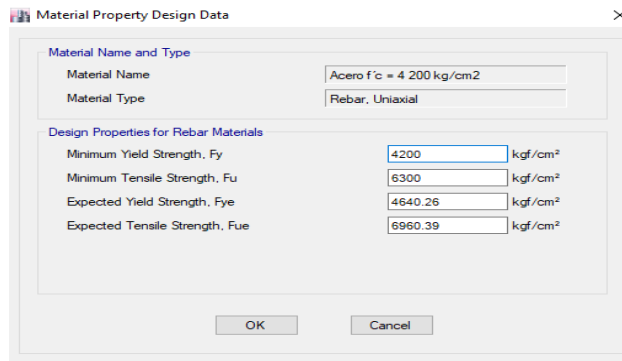 Material Property Design Data
Material Name and Type
Material Name Acero f´c = 4 200 kg/cm2
Material Type Rebar, Uniaxial
Design Properties for Rebar Materials
Minimum Yield Strength, Fy 4200 kgf/cm²
Minimum Tensile Strength, Fu 6300 kgf/cm²
Expected Yield Strength, Fye 4640.26 kgf/cm²
Expected Tensile Strength, Fue 6960.39 kgf/cm²
OK Cancel